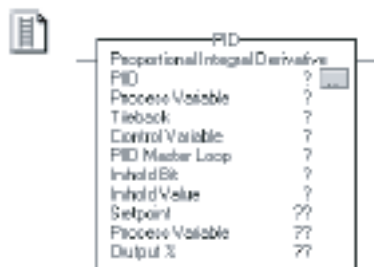 PID
Proportional Integral Derivative
PID ? ...
Process Variable ?
Tieback ?
Control Variable ?
PID Master Loop ?
Inhold Bit ?
Inhold Value ?
Setpoint ??
Process Variable ??
Output % ??